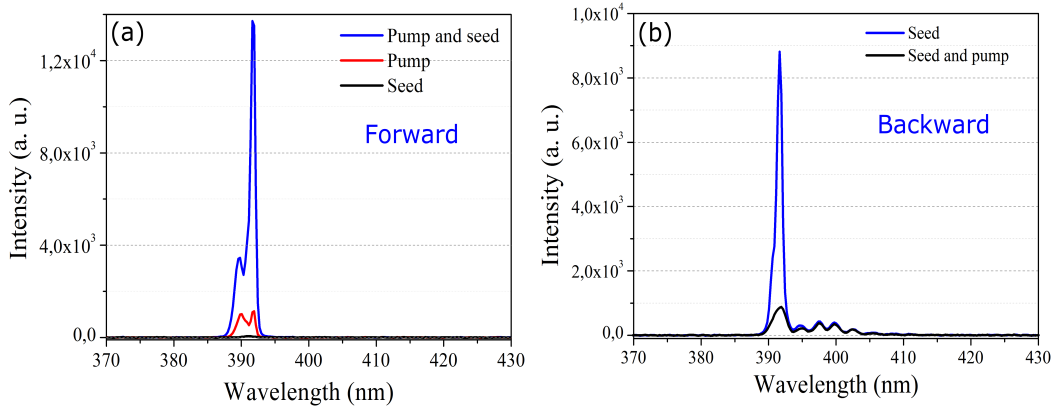 (a)
Pump and seed
Pump
Seed
Forward
1,2x10⁴
8,0x10³
4,0x10³
0,0
370 380 390 400 410 420 430
Wavelength (nm)
Intensity (a. u.)
(b)
Seed
Seed and pump
Backward
1,0x10⁴
8,0x10³
6,0x10³
4,0x10³
2,0x10³
0,0
370 380 390 400 410 420 430
Wavelength (nm)
Intensity (a. u.)